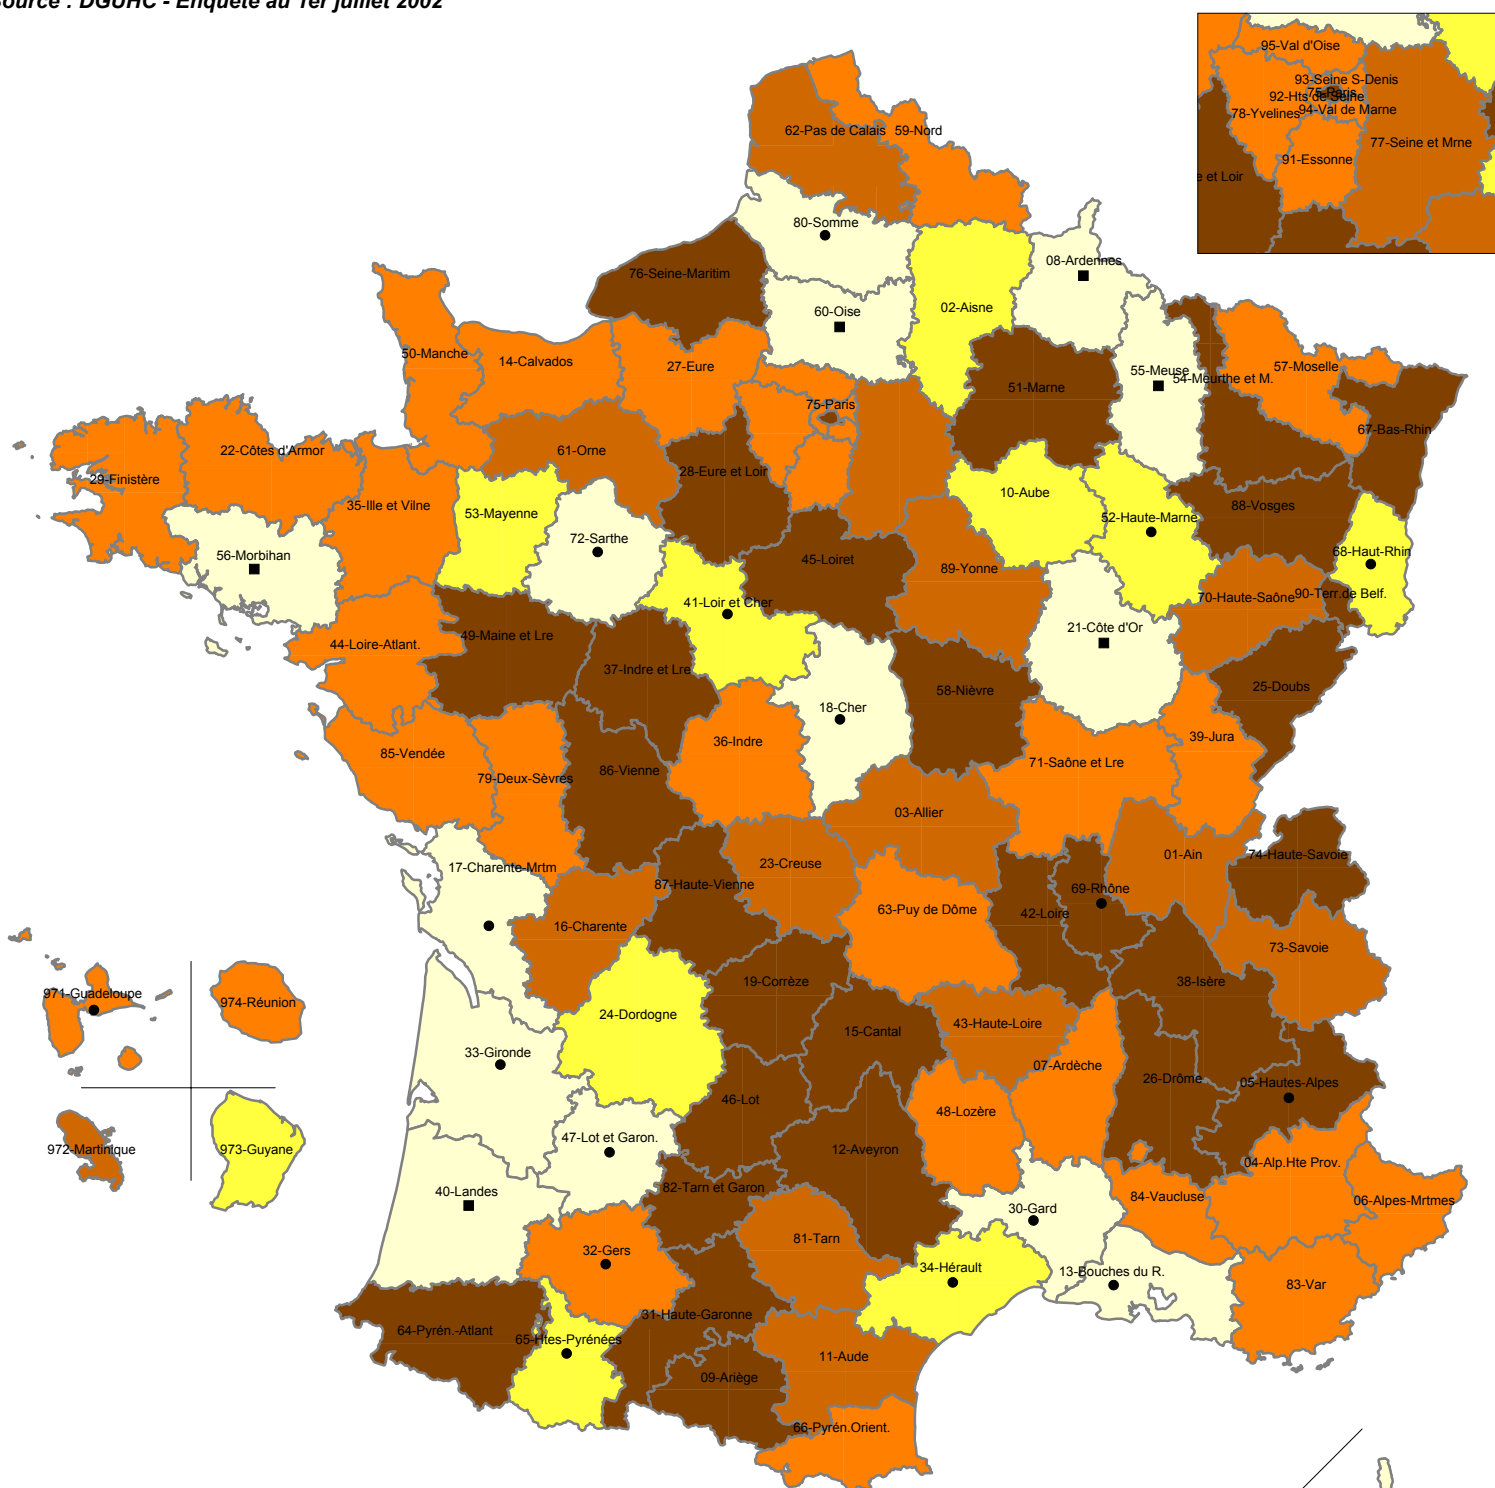 Source : DGUHC - Enquête au 1er juillet 2002
95-Val d'Oise
93-Seine S-Denis
75-Paris
92-Hts de Seine
78-Yvelines
94-Val de Marne
77-Seine et Mrne
91-Essonne
e et Loir
62-Pas de Calais
59-Nord
80-Somme
08-Ardennes
76-Seine-Maritim
02-Aisne
60-Oise
50-Manche
14-Calvados
27-Eure
57-Moselle
55-Meuse
54-Meurthe et M.
51-Marne
75-Paris
67-Bas-Rhin
22-Côtes d'Armor
61-Orne
28-Eure et Loir
29-Finistère
10-Aube
35-Ille et Vilne
88-Vosges
53-Mayenne
52-Haute-Marne
72-Sarthe
56-Morbihan
68-Haut-Rhin
45-Loiret
89-Yonne
70-Haute-Saône
90-Terr.de Belf.
41-Loir et Cher
21-Côte d'Or
49-Maine et Lre
44-Loire-Atlant.
37-Indre et Lre
58-Nièvre
25-Doubs
18-Cher
39-Jura
36-Indre
85-Vendée
71-Saône et Lre
86-Vienne
79-Deux-Sèvres
03-Allier
01-Ain
74-Haute-Savoie
23-Creuse
17-Charente-Mrtm
87-Haute-Vienne
69-Rhône
63-Puy de Dôme
42-Loire
16-Charente
73-Savoie
19-Corrèze
38-Isère
971-Guadeloupe
974-Réunion
24-Dordogne
43-Haute-Loire
15-Cantal
33-Gironde
07-Ardèche
26-Drôme
05-Hautes-Alpes
46-Lot
48-Lozère
47-Lot et Garon.
972-Martinique
973-Guyane
12-Aveyron
04-Alp.Hte Prov.
82-Tarn et Garon
40-Landes
84-Vaucluse
06-Alpes-Mrtmes
30-Gard
81-Tarn
32-Gers
34-Hérault
13-Bouches du R.
83-Var
31-Haute-Garonne
64-Pyrén.-Atlant
65-Htes-Pyrénées
11-Aude
09-Ariège
66-Pyrén.Orient.